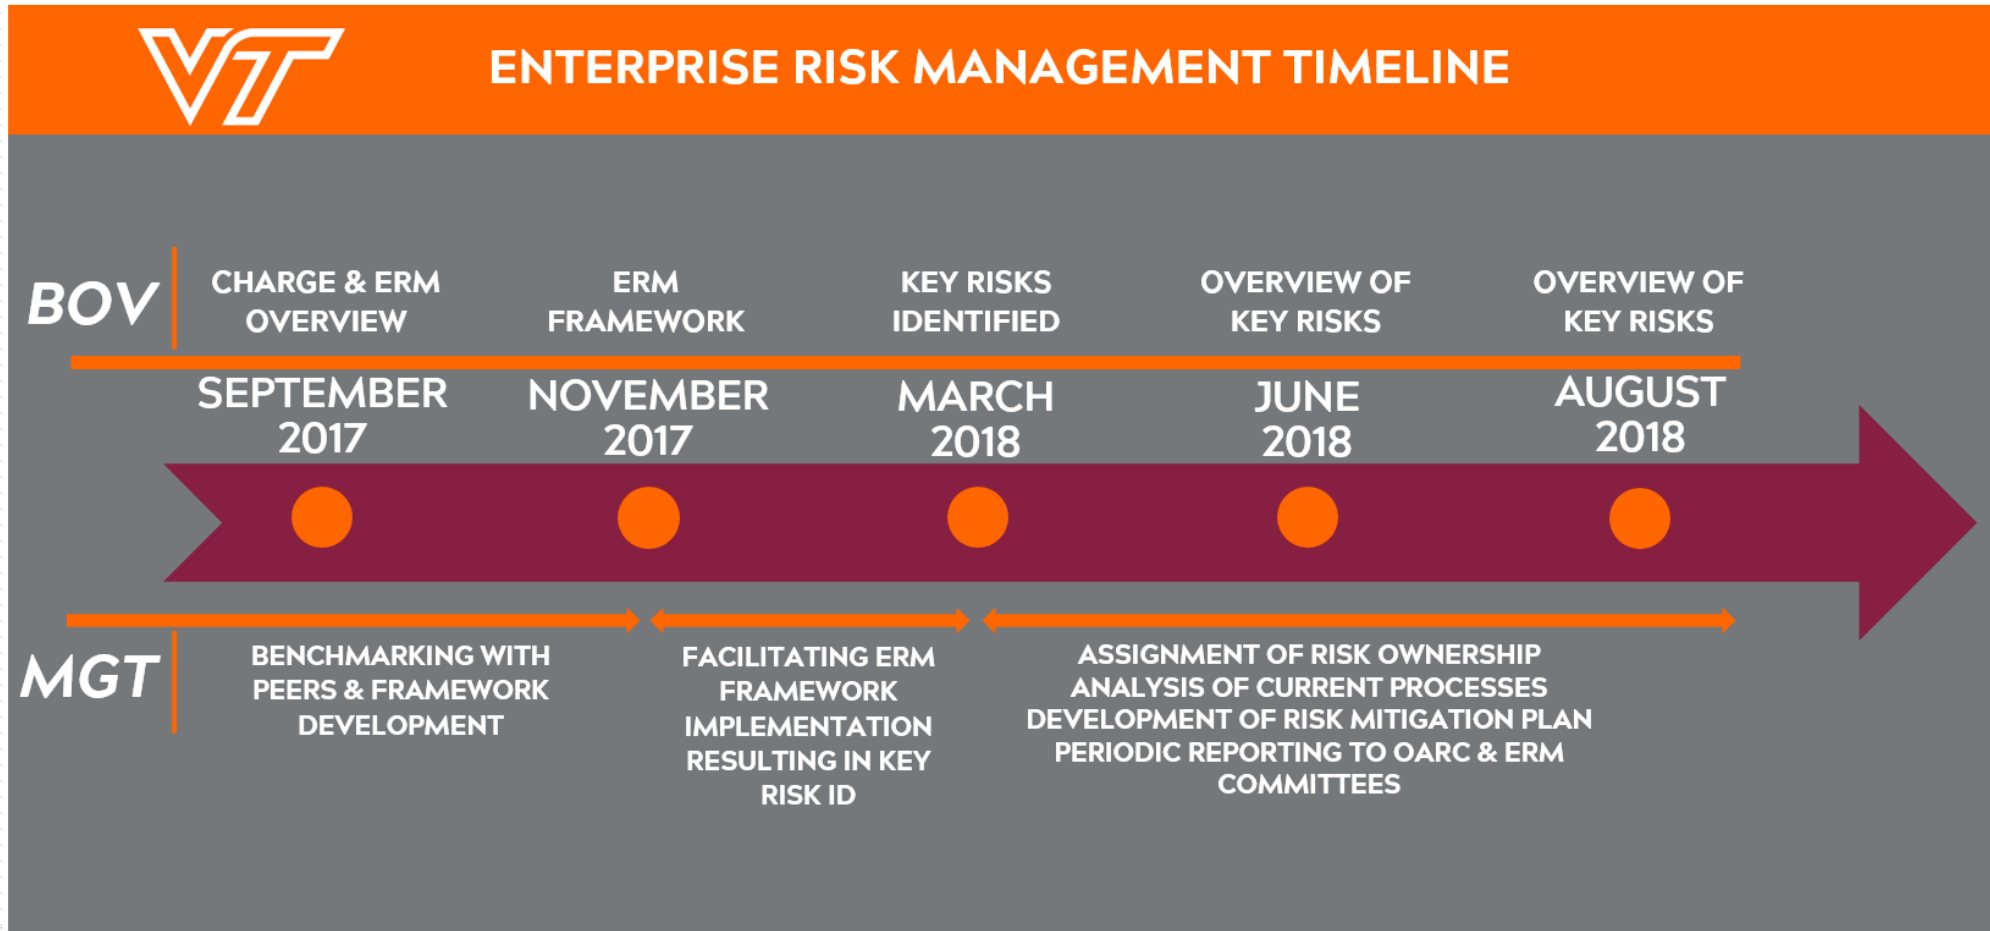 VT
ENTERPRISE RISK MANAGEMENT TIMELINE
BOV
CHARGE & ERM
OVERVIEW
ERM
FRAMEWORK
KEY RISKS
IDENTIFIED
OVERVIEW OF
KEY RISKS
OVERVIEW OF
KEY RISKS
SEPTEMBER
2017
NOVEMBER
2017
MARCH
2018
JUNE
2018
AUGUST
2018
MGT
BENCHMARKING WITH
PEERS & FRAMEWORK
DEVELOPMENT
FACILITATING ERM
FRAMEWORK
IMPLEMENTATION
RESULTING IN KEY
RISK ID
ASSIGNMENT OF RISK OWNERSHIP
ANALYSIS OF CURRENT PROCESSES
DEVELOPMENT OF RISK MITIGATION PLAN
PERIODIC REPORTING TO OARC & ERM
COMMITTEES